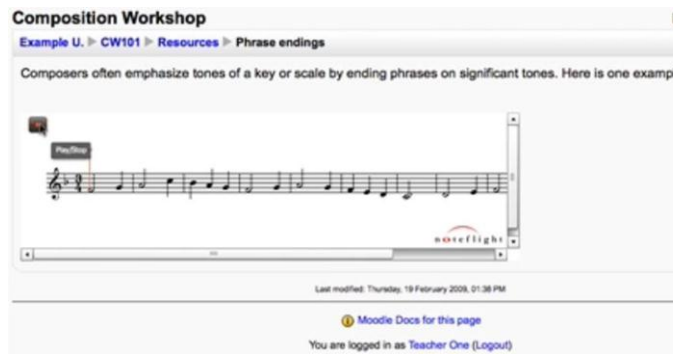 Composition Workshop
Example U. ► CW101 ► Resources ► Phrase endings
Composers often emphasize tones of a key or scale by ending phrases on significant tones. Here is one examp
Play/Stop
noteflight
Last modified: Thursday, 19 February 2009, 01:38 PM
Moodle Docs for this page
You are logged in as Teacher One (Logout)